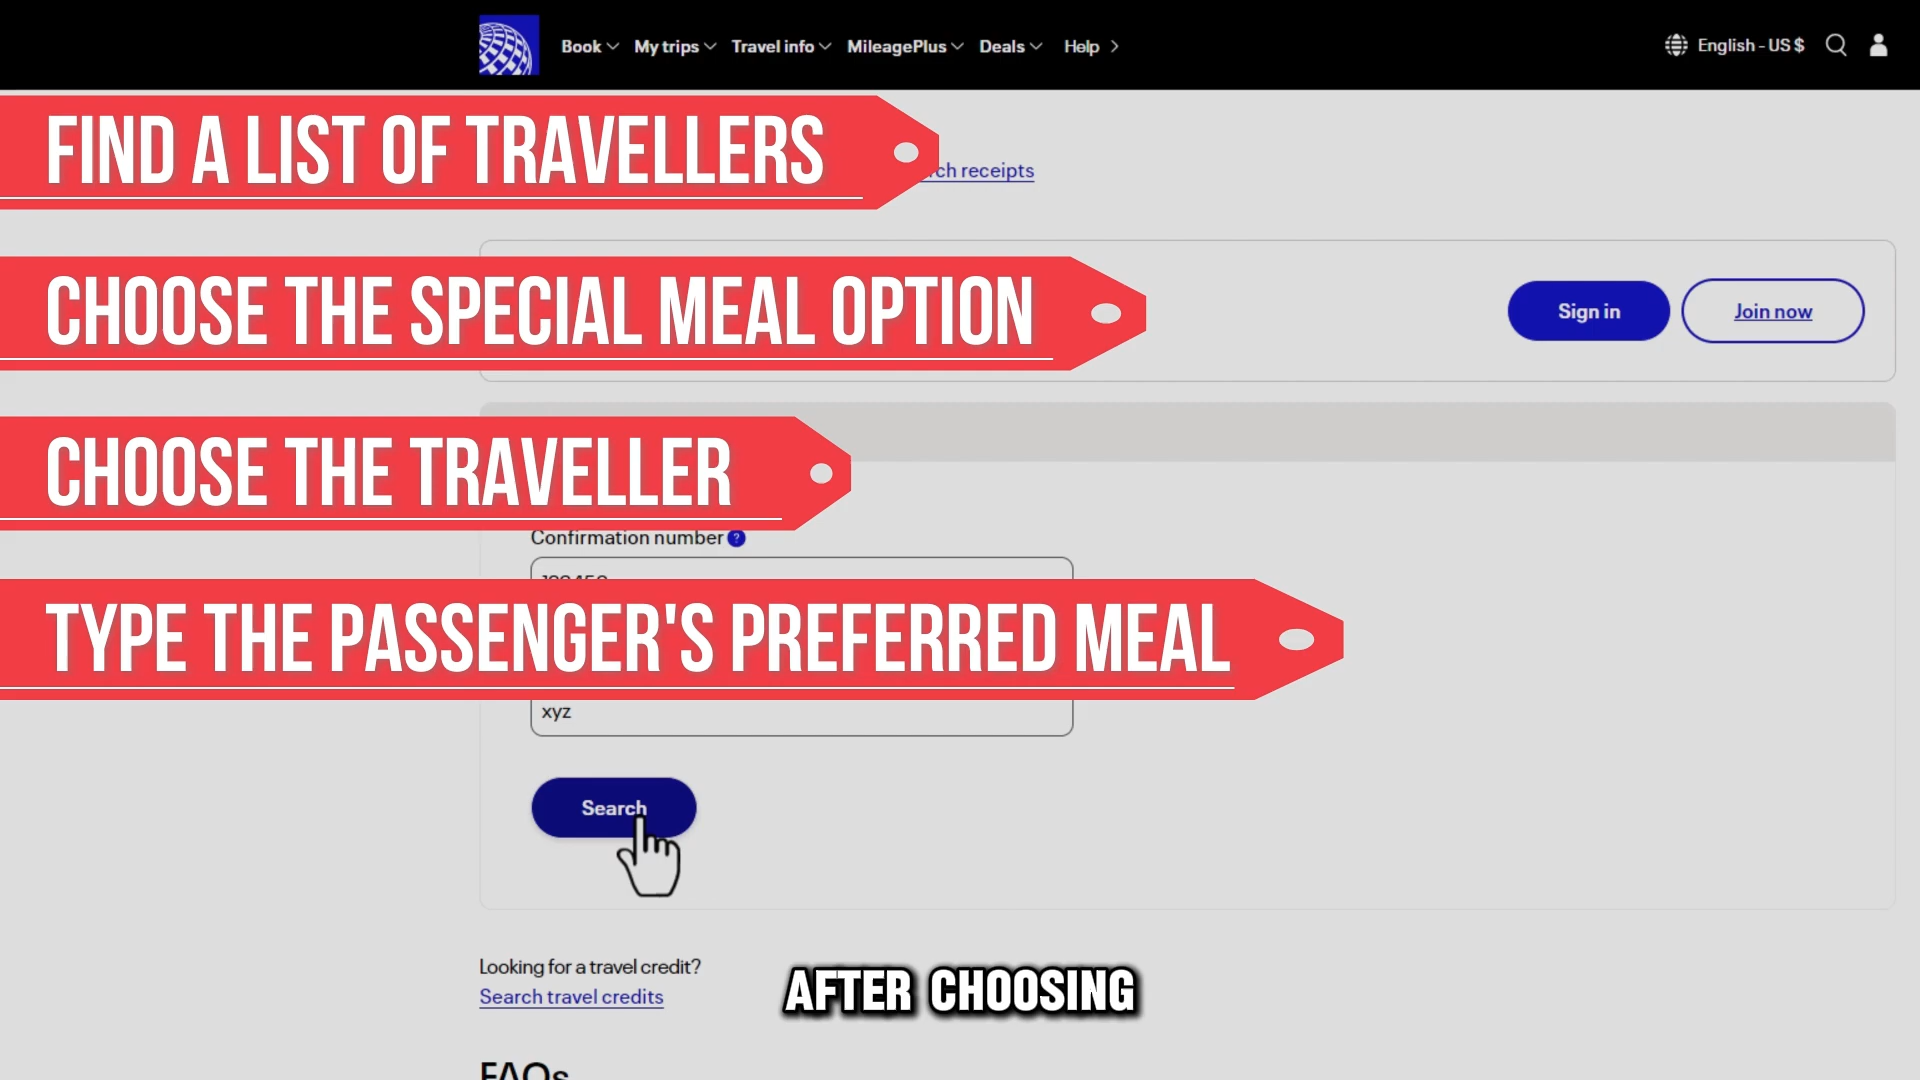 Book My trips Travel info MileagePlus Deals Help English - US $
FIND A LIST OF TRAVELLERS
ch receipts
CHOOSE THE SPECIAL MEAL OPTION
Sign in Join now
CHOOSE THE TRAVELLER
Confirmation number ?
TYPE THE PASSENGER'S PREFERRED MEAL
xyz
Search
Looking for a travel credit?
Search travel credits
AFTER CHOOSING
FAQs